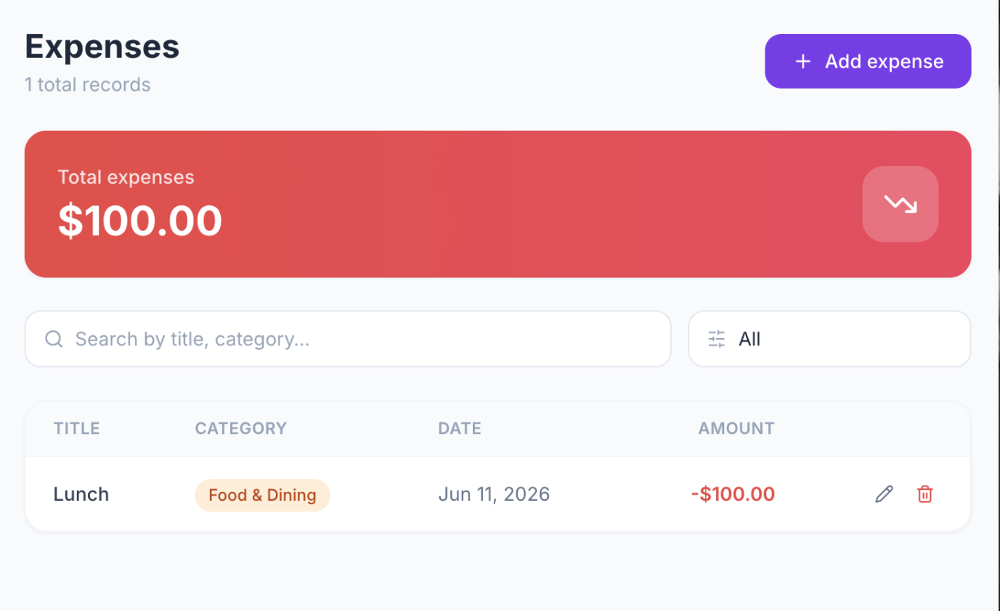 Expenses
1 total records
+ Add expense
Total expenses
$100.00
Search by title, category...
All
TITLE CATEGORY DATE AMOUNT
Lunch Food & Dining Jun 11, 2026 -$100.00